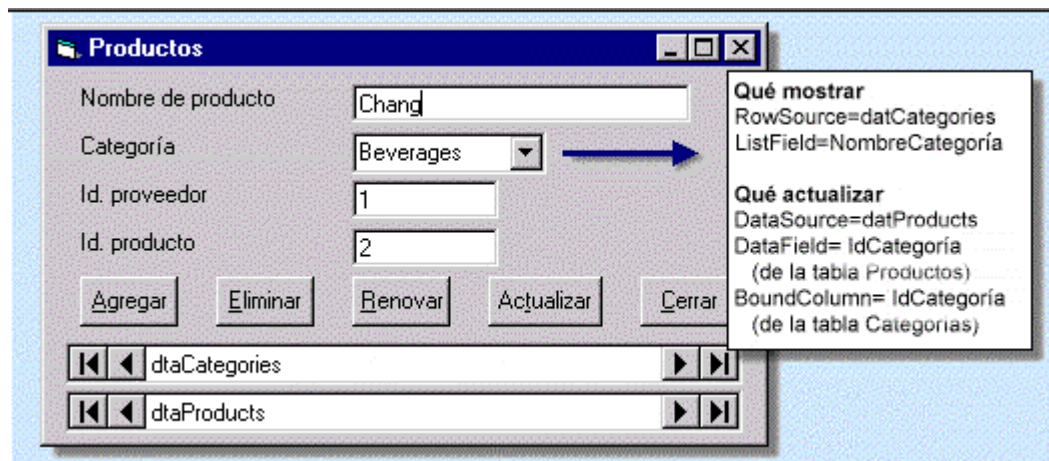 Productos
Nombre de producto
Chang
Categoría
Beverages
Id. proveedor
1
Id. producto
2
Agregar
Eliminar
Renovar
Actualizar
Cerrar
dtaCategories
dtaProducts
Qué mostrar
RowSource=datCategories
ListField=NombreCategoría
Qué actualizar
DataSource=datProducts
DataField= IdCategoría
(de la tabla Productos)
BoundColumn= IdCategoría
(de la tabla Categorias)